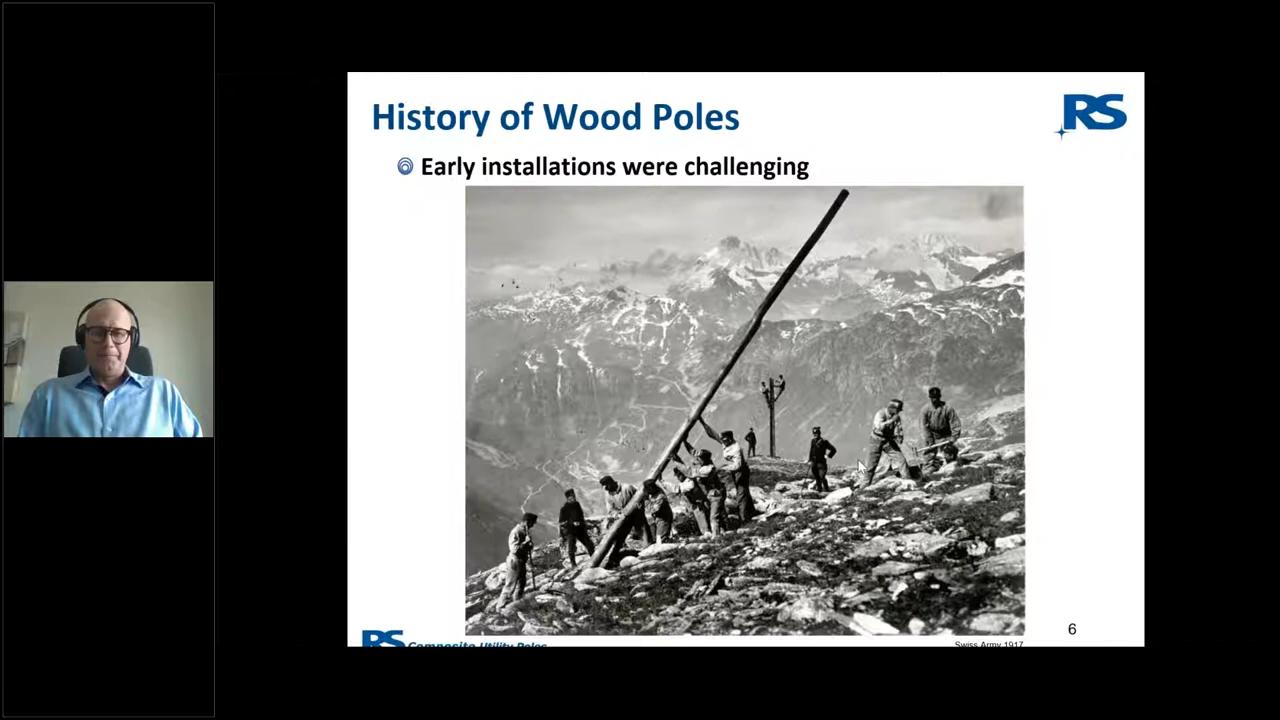 History of Wood Poles
RS
Early installations were challenging
6
RS Composite Utility Poles
Swiss Army 1917